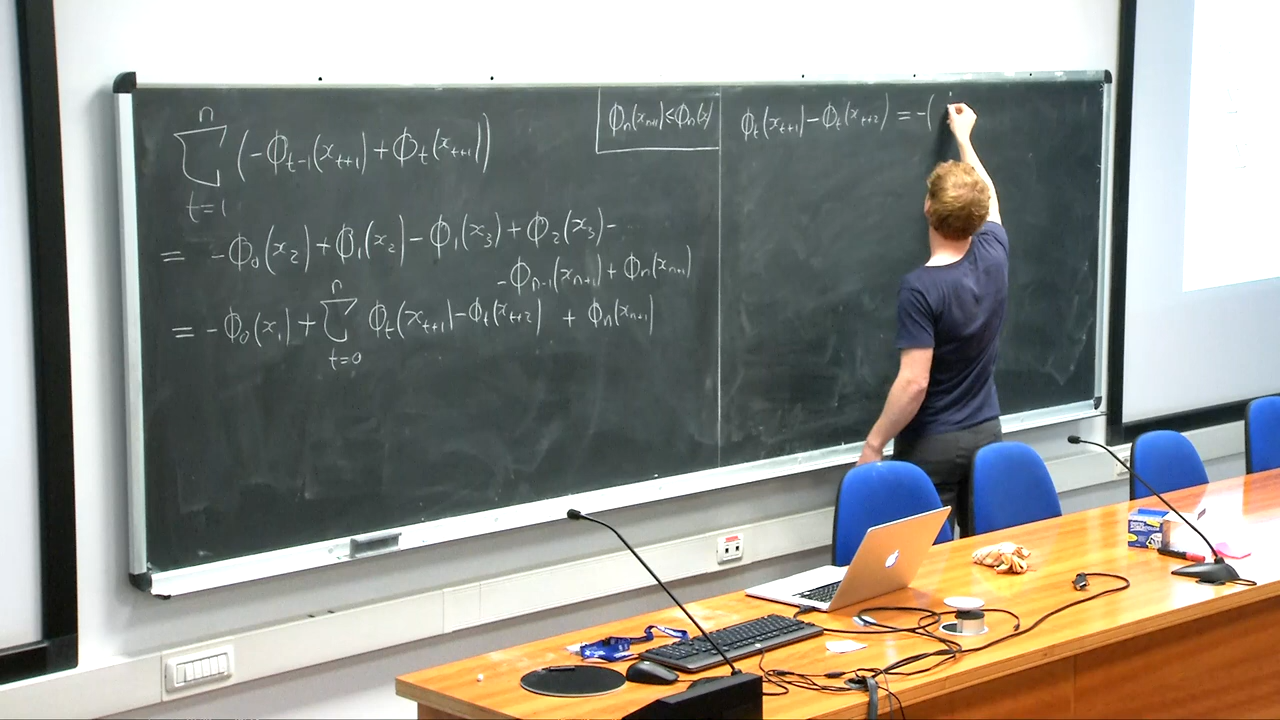 n
∑ (-ϕ_{t-1}(x_{t+1}) + ϕ_t(x_{t+1}))
t=1
= -ϕ_0(x_2) + ϕ_1(x_2) - ϕ_1(x_3) + ϕ_2(x_3) - ..
-ϕ_{n-1}(x_{n+1}) + ϕ_n(x_{n+1})
n
= -ϕ_0(x_1) + ∑ ϕ_t(x_{t+1}) - ϕ_t(x_{t+2}) + ϕ_n(x_{n+1})
t=0
ϕ_n(x_{n+1}) ≤ ϕ_n(x)
ϕ_t(x_{t+1}) - ϕ_t(x_{t+2}) = -(